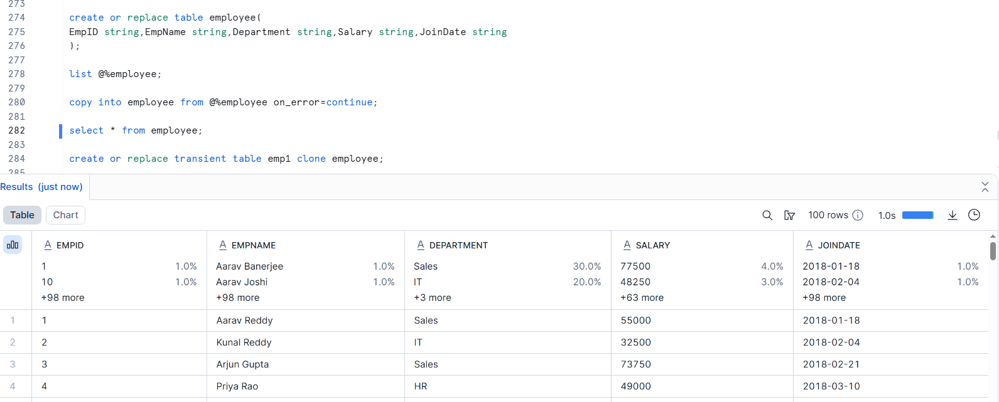 273
274 create or replace table employee(
275 EmpID string,EmpName string,Department string,Salary string,JoinDate string
276 );
277
278 list @%employee;
279
280 copy into employee from @%employee on_error=continue;
281
282 select * from employee;
283
284 create or replace transient table emp1 clone employee;
285
Results (just now)
Table Chart 100 rows 1.0s
A EMPID A EMPNAME A DEPARTMENT A SALARY A JOINDATE
1 1.0% Aarav Banerjee 1.0% Sales 30.0% 77500 4.0% 2018-01-18 1.0%
10 1.0% Aarav Joshi 1.0% IT 20.0% 48250 3.0% 2018-02-04 1.0%
+98 more +98 more +3 more +63 more +98 more
1 1 Aarav Reddy Sales 55000 2018-01-18
2 2 Kunal Reddy IT 32500 2018-02-04
3 3 Arjun Gupta Sales 73750 2018-02-21
4 4 Priya Rao HR 49000 2018-03-10